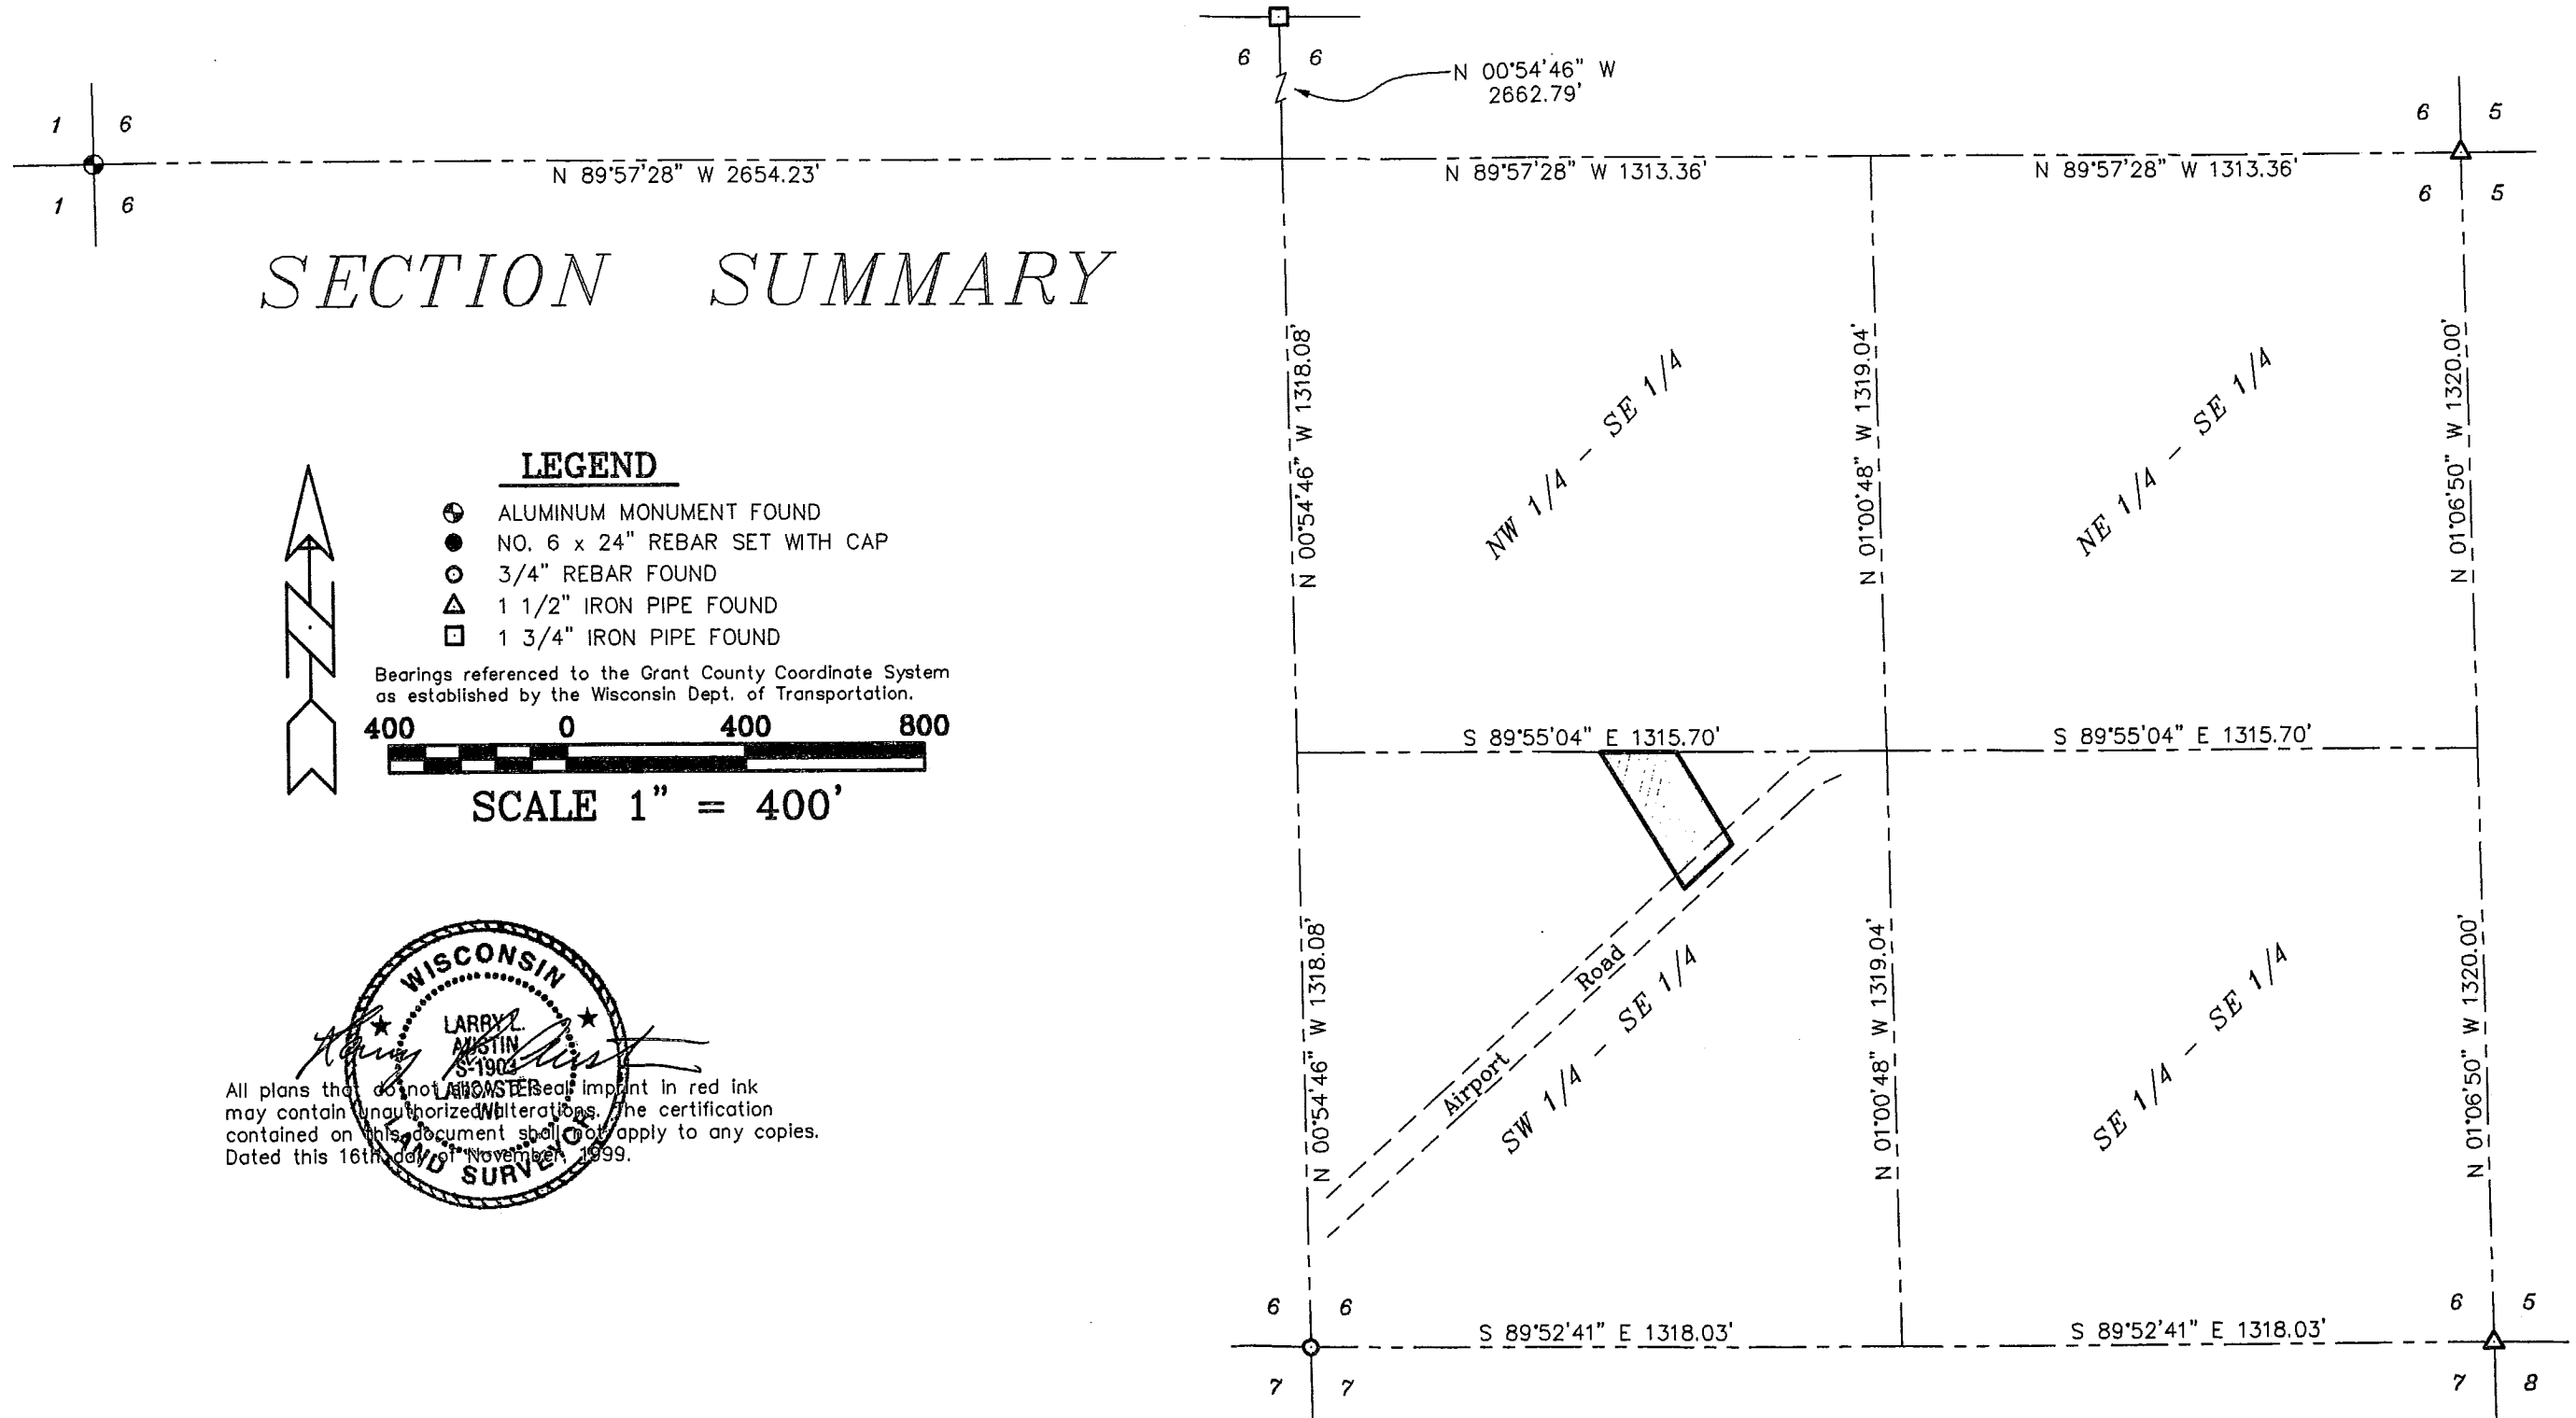 6 6
N 00°54'46" W
2662.79'
1 6
6 5
N 89°57'28" W 2654.23'
N 89°57'28" W 1313.36'
N 89°57'28" W 1313.36'
1 6
6 5
SECTION SUMMARY
N 00°54'46" W 1318.08'
NW 1/4 - SE 1/4
N 01°00'48" W 1319.04'
NE 1/4 - SE 1/4
N 01°06'50" W 1320.00'
LEGEND
ALUMINUM MONUMENT FOUND
NO. 6 x 24" REBAR SET WITH CAP
3/4" REBAR FOUND
1 1/2" IRON PIPE FOUND
1 3/4" IRON PIPE FOUND
N
Bearings referenced to the Grant County Coordinate System
as established by the Wisconsin Dept. of Transportation.
400 0 400 800
SCALE 1" = 400'
S 89°55'04" E 1315.70'
S 89°55'04" E 1315.70'
N 00°54'46" W 1318.08'
Airport Road
SW 1/4 - SE 1/4
N 01°00'48" W 1319.04'
SE 1/4 - SE 1/4
N 01°06'50" W 1320.00'
WISCONSIN
LARRY L.
AUSTIN
S-1903
LANCASTER
WI
LAND SURVEYOR
All plans that do not show a seal imprint in red ink
may contain unauthorized alterations. The certification
contained on this document shall not apply to any copies.
Dated this 16th day of November, 1999.
6 6
6 5
S 89°52'41" E 1318.03'
S 89°52'41" E 1318.03'
7 7
7 8